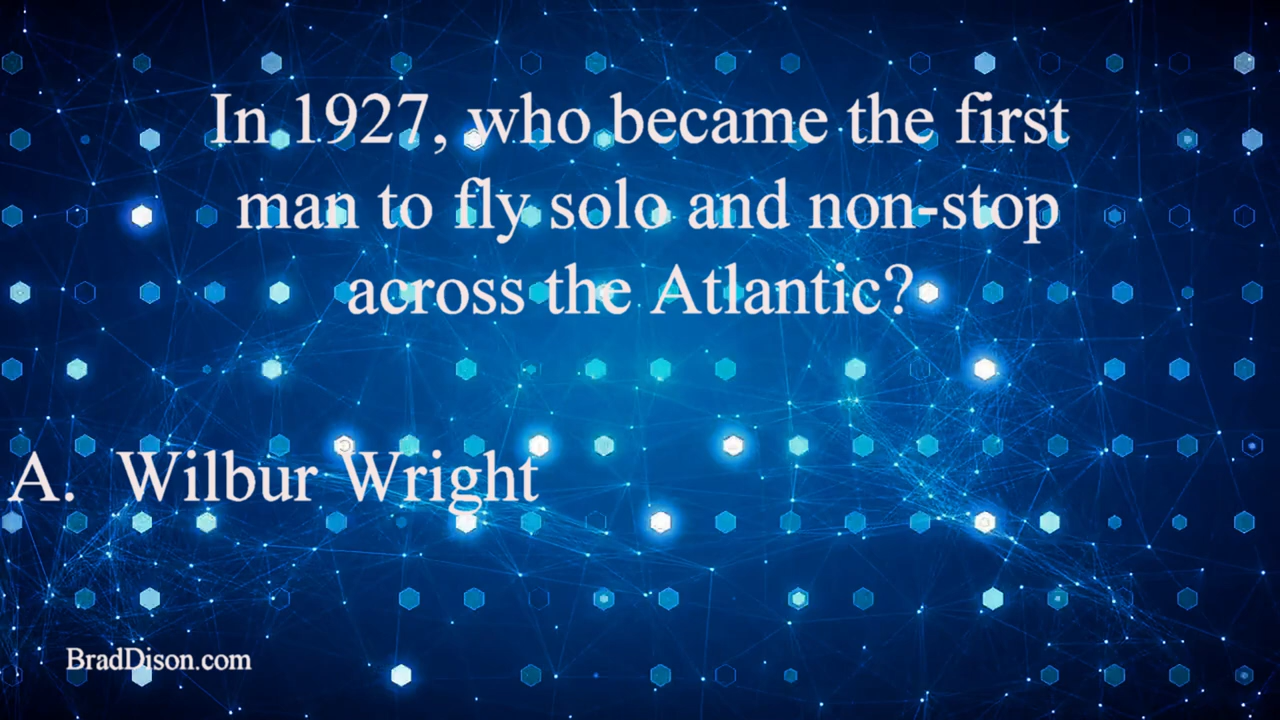 In 1927, who became the first
man to fly solo and non-stop
across the Atlantic?
A. Wilbur Wright
BradDison.com